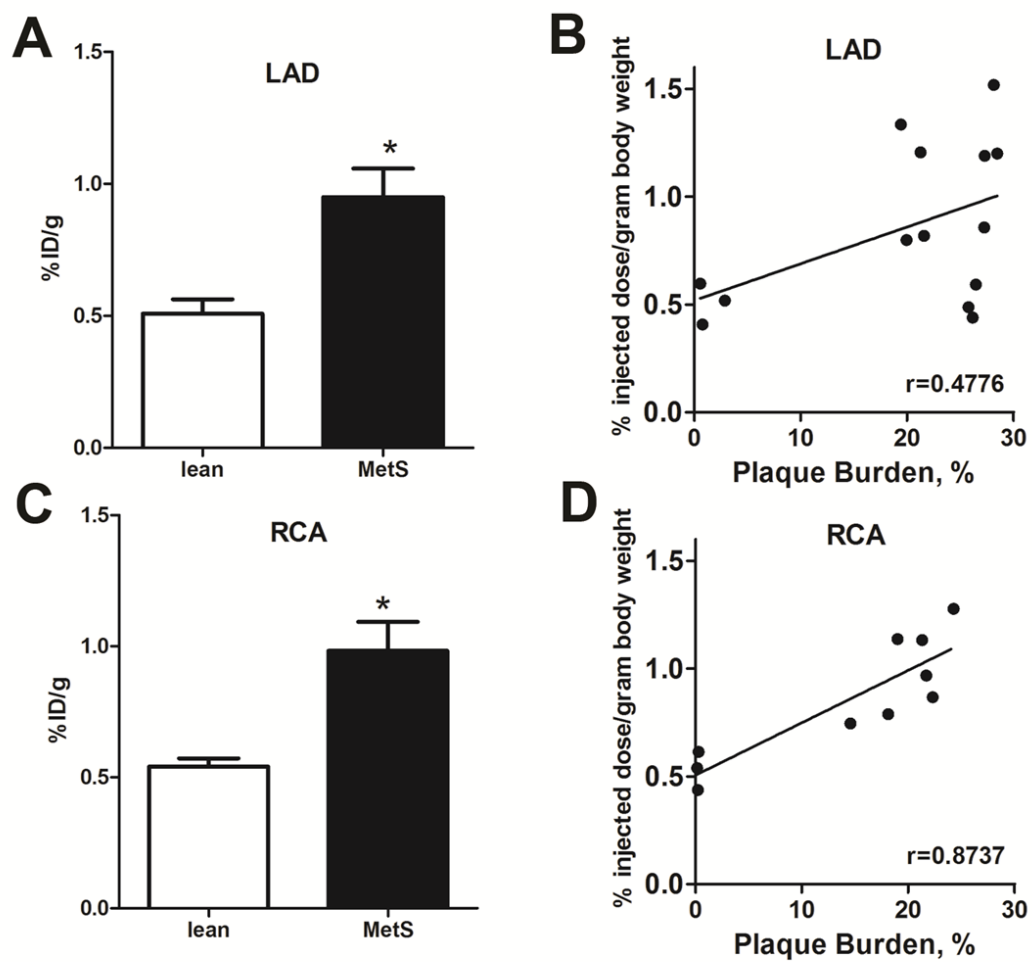 A
LAD
%ID/g
1.5
1.0
0.5
0.0
*
lean
MetS
B
LAD
% injected dose/gram body weight
1.5
1.0
0.5
0.0
r=0.4776
0
10
20
30
Plaque Burden, %
C
RCA
%ID/g
1.5
1.0
0.5
0.0
*
lean
MetS
D
RCA
% injected dose/gram body weight
1.5
1.0
0.5
0.0
r=0.8737
0
10
20
30
Plaque Burden, %